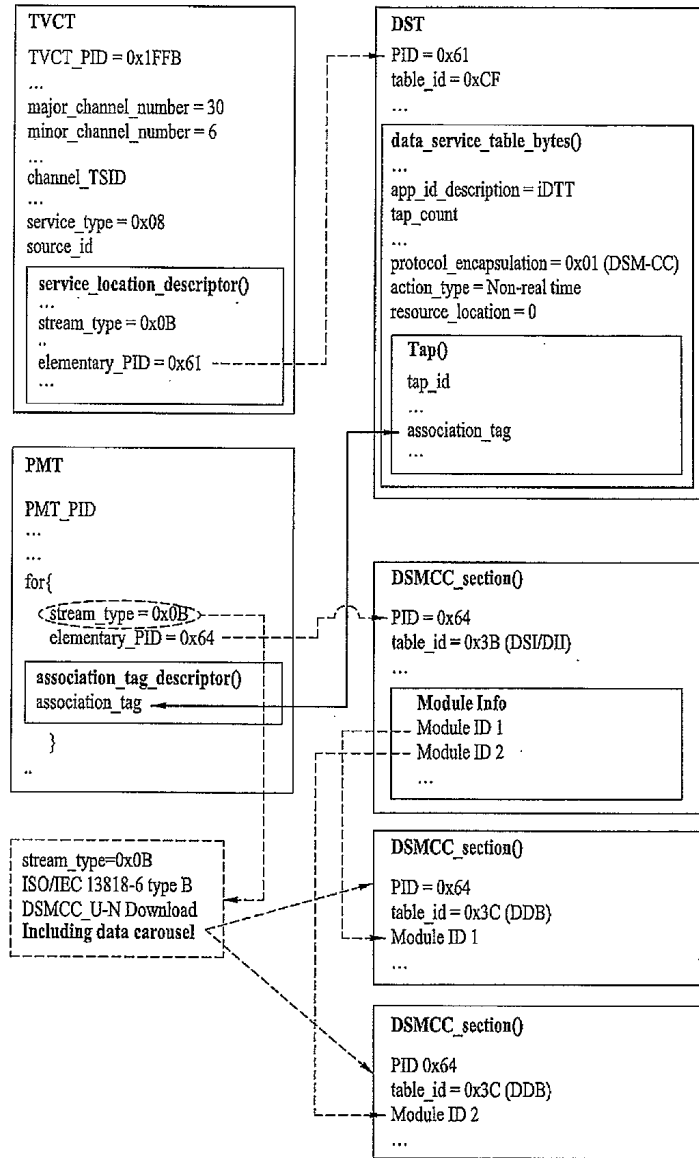 TVCT
TVCT_PID = 0x1FFB
...
major_channel_number = 30
minor_channel_number = 6
...
channel_TSID
...
service_type = 0x08
source_id
service_location_descriptor()
...
stream_type = 0x0B
..
elementary_PID = 0x61
...
DST
PID = 0x61
table_id = 0xCF
...
data_service_table_bytes()
...
app_id_description = iDTT
tap_count
...
protocol_encapsulation = 0x01 (DSM-CC)
action_type = Non-real time
resource_location = 0
Tap()
tap_id
...
association_tag
...
PMT
PMT_PID
...
...
for{
stream_type = 0x0B
elementary_PID = 0x64
association_tag_descriptor()
association_tag
}
..
DSMCC_section()
PID = 0x64
table_id = 0x3B (DSI/DII)
...
Module Info
Module ID 1
Module ID 2
...
stream_type=0x0B
ISO/IEC 13818-6 type B
DSMCC_U-N Download
Including data carousel
DSMCC_section()
PID = 0x64
table_id = 0x3C (DDB)
Module ID 1
...
DSMCC_section()
PID 0x64
table_id = 0x3C (DDB)
Module ID 2
...